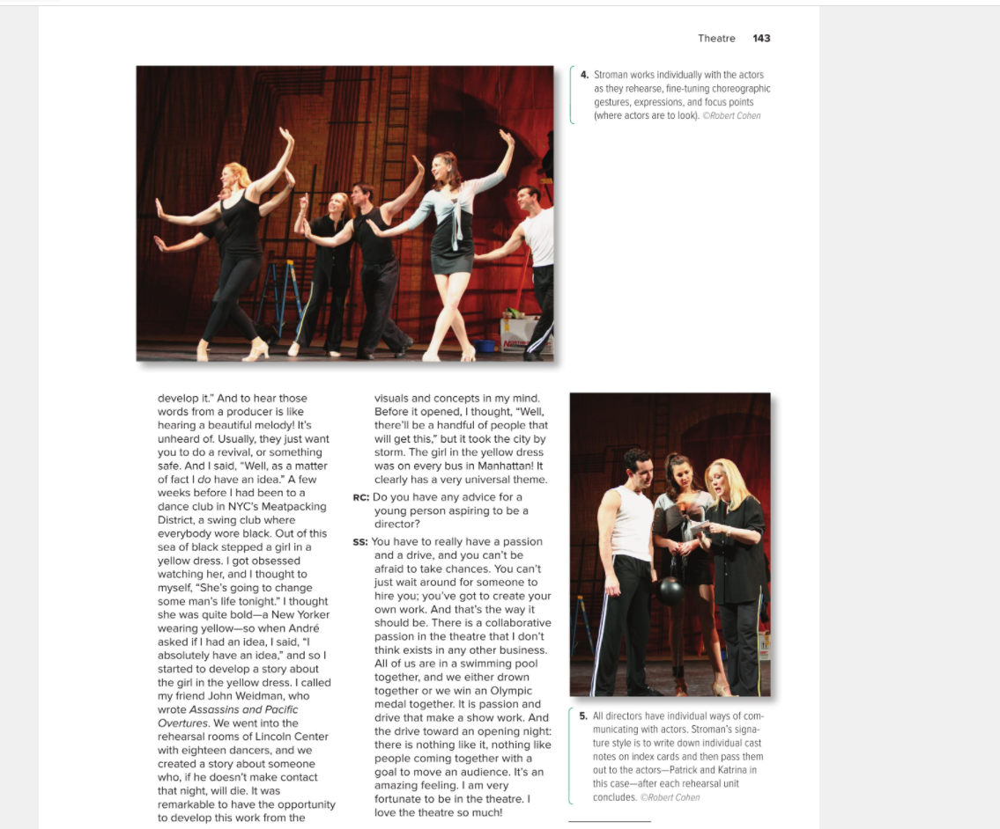 Theatre 143
4. Stroman works individually with the actors
as they rehearse, fine-tuning choreographic
gestures, expressions, and focus points
(where actors are to look). ©Robert Cohen
develop it.” And to hear those
words from a producer is like
hearing a beautiful melody! It’s
unheard of. Usually, they just want
you to do a revival, or something
safe. And I said, “Well, as a matter
of fact I do have an idea.” A few
weeks before I had been to a
dance club in NYC’s Meatpacking
District, a swing club where
everybody wore black. Out of this
sea of black stepped a girl in a
yellow dress. I got obsessed
watching her, and I thought to
myself, “She’s going to change
some man’s life tonight.” I thought
she was quite bold—a New Yorker
wearing yellow—so when André
asked if I had an idea, I said, “I
absolutely have an idea,” and so I
started to develop a story about
the girl in the yellow dress. I called
my friend John Weidman, who
wrote Assassins and Pacific
Overtures. We went into the
rehearsal rooms of Lincoln Center
with eighteen dancers, and we
created a story about someone
who, if he doesn’t make contact
that night, will die. It was
remarkable to have the opportunity
to develop this work from the
visuals and concepts in my mind.
Before it opened, I thought, “Well,
there’ll be a handful of people that
will get this,” but it took the city by
storm. The girl in the yellow dress
was on every bus in Manhattan! It
clearly has a very universal theme.
RC: Do you have any advice for a
young person aspiring to be a
director?
SS: You have to really have a passion
and a drive, and you can’t be
afraid to take chances. You can’t
just wait around for someone to
hire you; you’ve got to create your
own work. And that’s the way it
should be. There is a collaborative
passion in the theatre that I don’t
think exists in any other business.
All of us are in a swimming pool
together, and we either drown
together or we win an Olympic
medal together. It is passion and
drive that make a show work. And
the drive toward an opening night:
there is nothing like it, nothing like
people coming together with a
goal to move an audience. It’s an
amazing feeling. I am very
fortunate to be in the theatre. I
love the theatre so much!
5. All directors have individual ways of com-
municating with actors. Stroman’s signa-
ture style is to write down individual cast
notes on index cards and then pass them
out to the actors—Patrick and Katrina in
this case—after each rehearsal unit
concludes. ©Robert Cohen